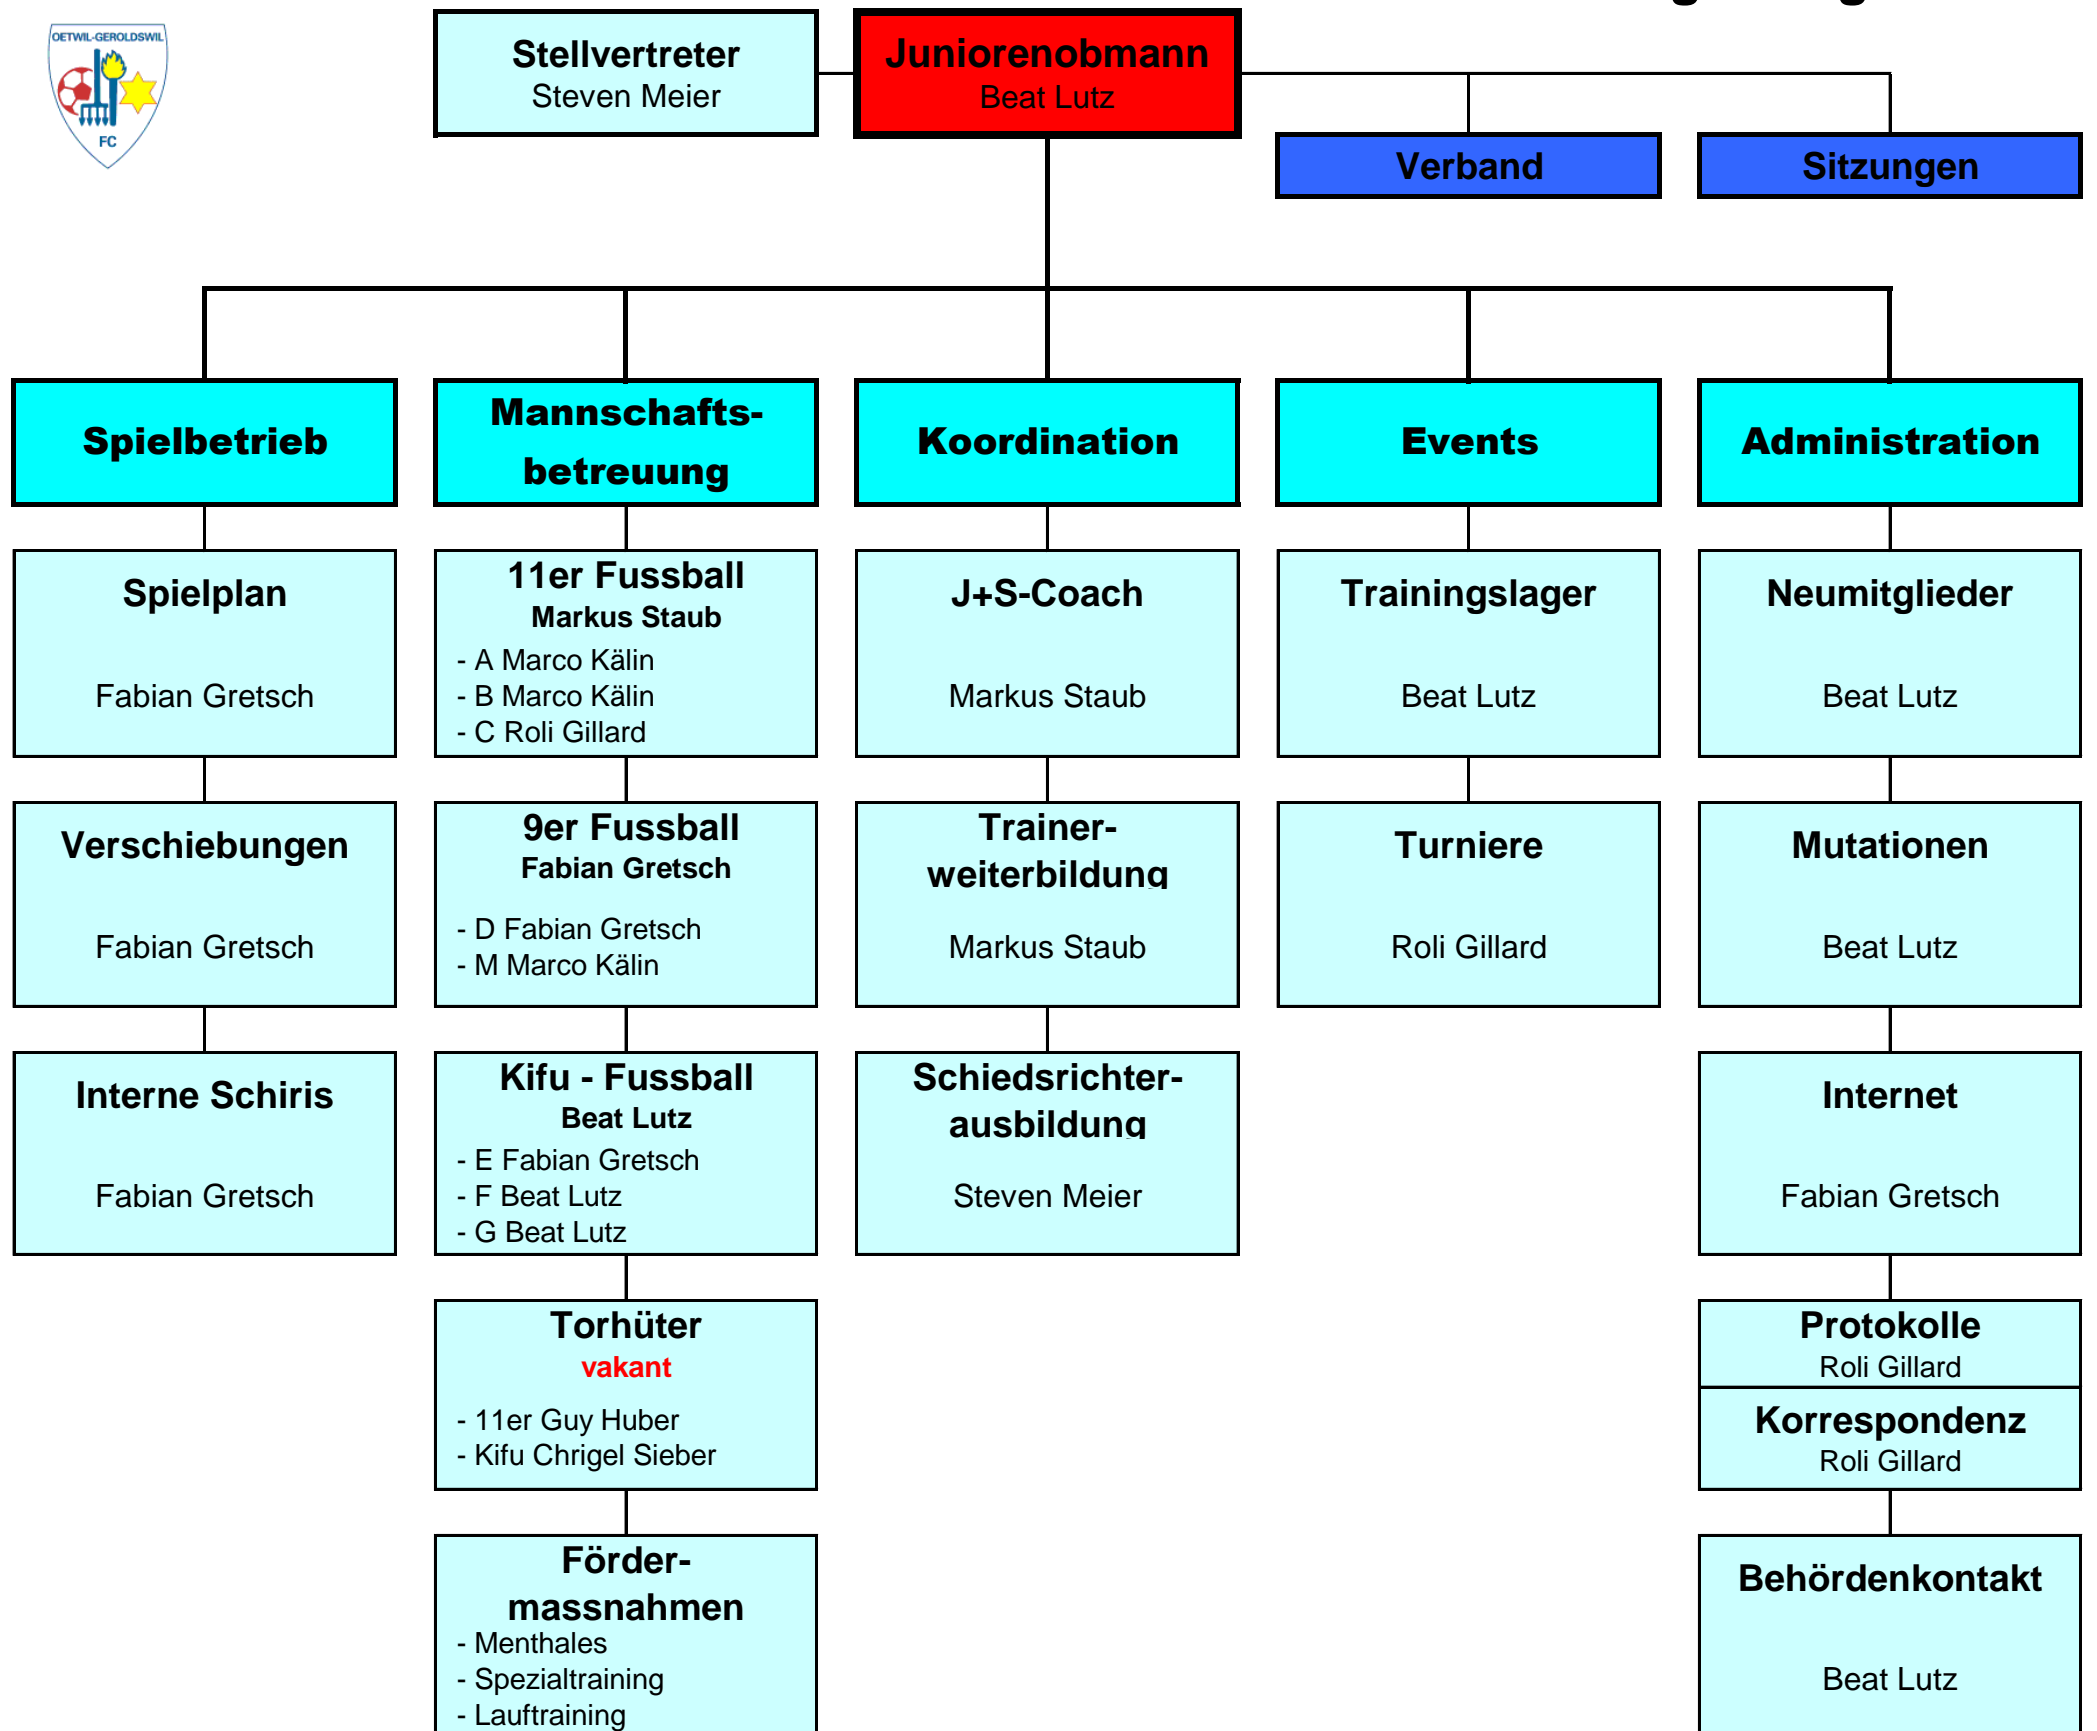 OETWIL-GEROLDSWIL
FC
Stellvertreter
Steven Meier
Juniorenobmann
Beat Lutz
Verband
Sitzungen
Spielbetrieb
Spielplan
Fabian Gretsch
Verschiebungen
Fabian Gretsch
Interne Schiris
Fabian Gretsch
Mannschafts-
betreuung
11er Fussball
Markus Staub
- A Marco Kälin
- B Marco Kälin
- C Roli Gillard
9er Fussball
Fabian Gretsch
- D Fabian Gretsch
- M Marco Kälin
Kifu - Fussball
Beat Lutz
- E Fabian Gretsch
- F Beat Lutz
- G Beat Lutz
Torhüter
vakant
- 11er Guy Huber
- Kifu Chrigel Sieber
Förder-
massnahmen
- Menthales
- Spezialtraining
- Lauftraining
Koordination
J+S-Coach
Markus Staub
Trainer-
weiterbildung
Markus Staub
Schiedsrichter-
ausbildung
Steven Meier
Events
Trainingslager
Beat Lutz
Turniere
Roli Gillard
Administration
Neumitglieder
Beat Lutz
Mutationen
Beat Lutz
Internet
Fabian Gretsch
Protokolle
Roli Gillard
Korrespondenz
Roli Gillard
Behördenkontakt
Beat Lutz